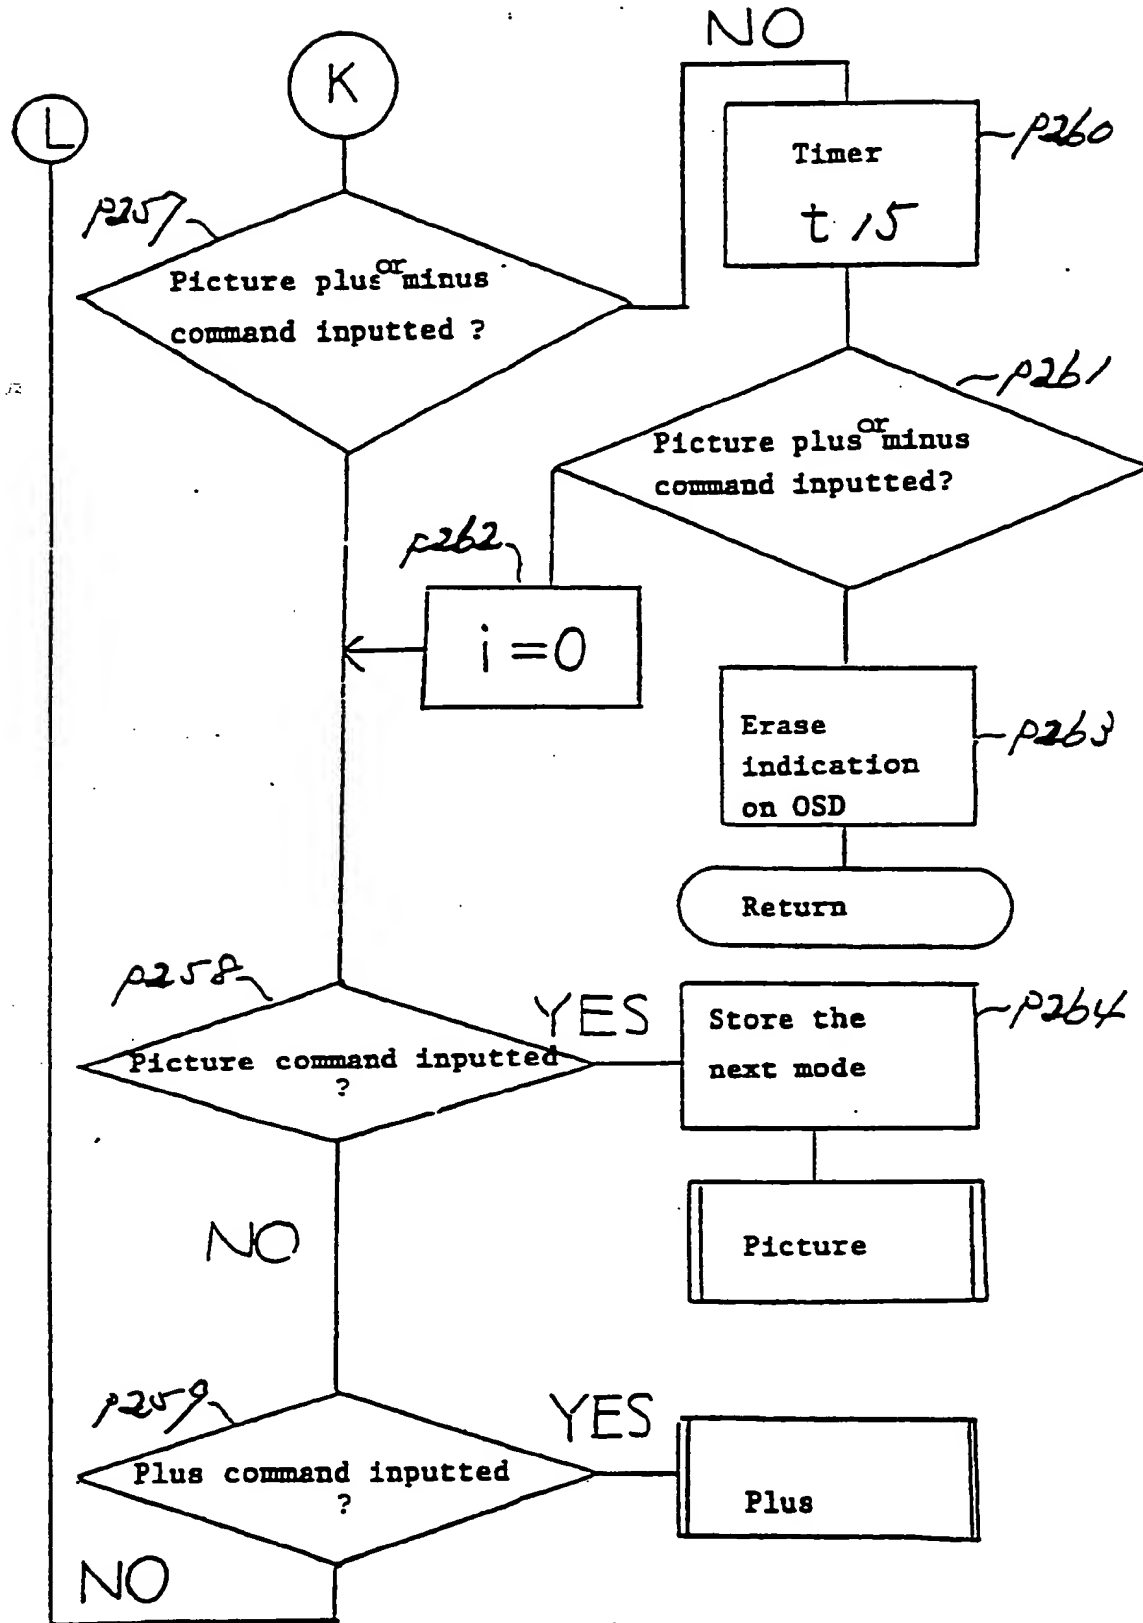 NO
K
L
Timer
t 15
P260
P257
Picture plus or minus
command inputted ?
P261
Picture plus or minus
command inputted?
P262
i = 0
Erase
indication
on OSD
P263
Return
P258
Picture command inputted
?
YES
Store the
next mode
P264
NO
Picture
P259
Plus command inputted
?
YES
Plus
NO